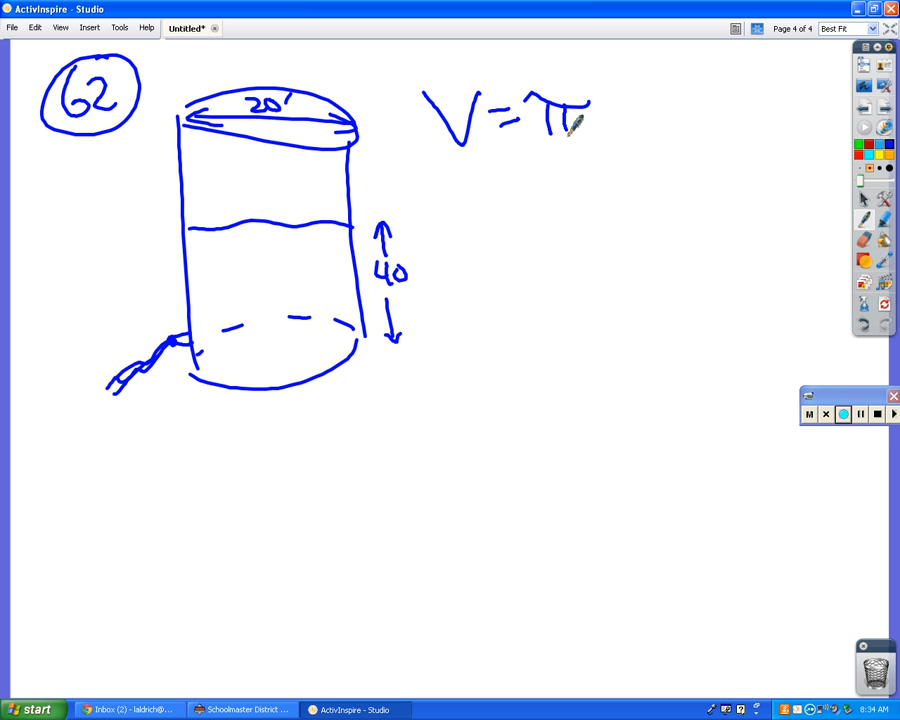 ActivInspire - Studio
File Edit View Insert Tools Help Untitled* Page 4 of 4 Best Fit
62
20'
V = π
40
M
start Inbox (2) - laldrich@... Schoolmaster District ... ActivInspire - Studio 8:34 AM